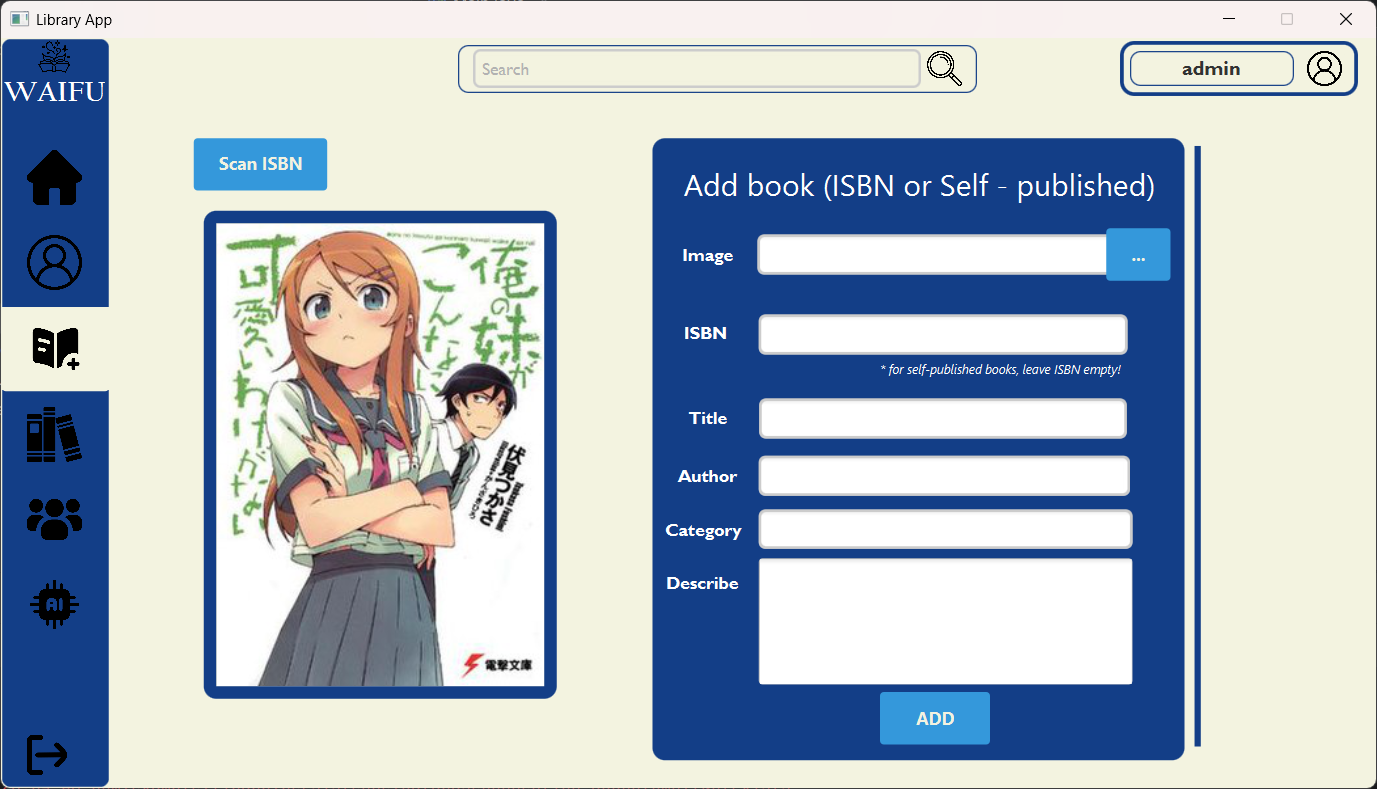 Library App
WAIFU
Search
admin
Scan ISBN
俺の妹が
こんなに
可愛いわけがない
伏見つかさ
電撃文庫
Add book (ISBN or Self - published)
Image
...
ISBN
* for self-published books, leave ISBN empty!
Title
Author
Category
Describe
ADD
AI